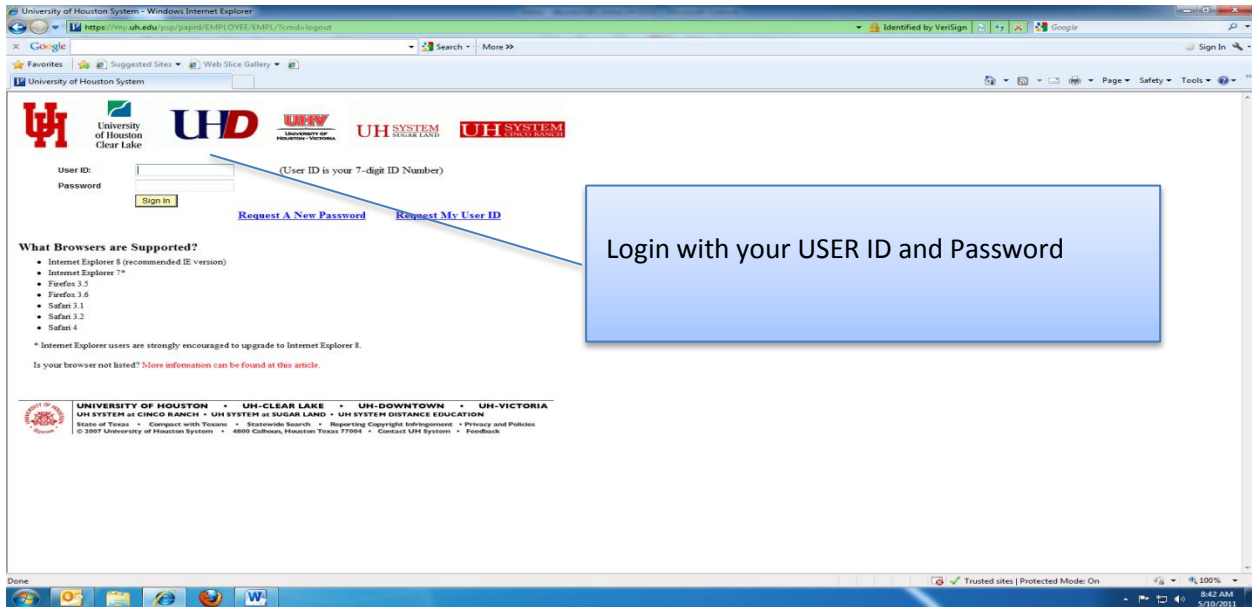 University of Houston System - Windows Internet Explorer
https://my.uh.edu/psp/paprd/EMPLOYEE/EMPL/?cmd=logout
Identified by VeriSign
Google
Google
Search
More >>
Sign In
Favorites
Suggested Sites
Web Slice Gallery
University of Houston System
Page
Safety
Tools
University
of Houston
Clear Lake
UHD
UHV
UNIVERSITY OF
HOUSTON-VICTORIA
UH SYSTEM
SUGAR LAND
UH SYSTEM
CINCO RANCH
User ID:
(User ID is your 7-digit ID Number)
Password
Sign In
Request A New Password
Request My User ID
Login with your USER ID and Password
What Browsers are Supported?
• Internet Explorer 8 (recommended IE version)
• Internet Explorer 7*
• Firefox 3.5
• Firefox 3.6
• Safari 3.1
• Safari 3.2
• Safari 4
* Internet Explorer users are strongly encouraged to upgrade to Internet Explorer 8.
Is your browser not listed? More information can be found at this article.
UNIVERSITY OF HOUSTON • UH-CLEAR LAKE • UH-DOWNTOWN • UH-VICTORIA
UH SYSTEM at CINCO RANCH • UH SYSTEM at SUGAR LAND • UH SYSTEM DISTANCE EDUCATION
State of Texas • Compact with Texans • Statewide Search • Reporting Copyright Infringement • Privacy and Policies
© 2007 University of Houston System • 4800 Calhoun, Houston Texas 77004 • Contact UH System • Feedback
Done
Trusted sites | Protected Mode: On
100%
8:42 AM
5/10/2011